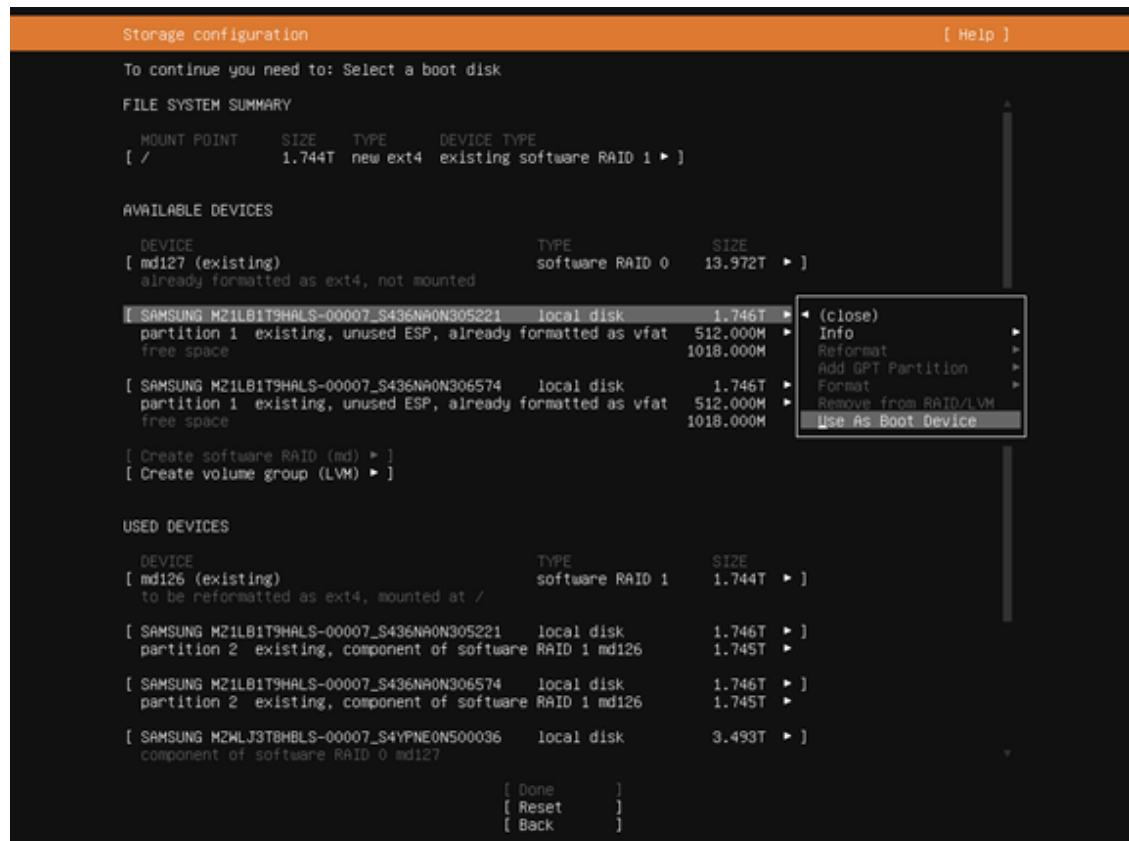 Storage configuration [ Help ]
To continue you need to: Select a boot disk
FILE SYSTEM SUMMARY
MOUNT POINT SIZE TYPE DEVICE TYPE
[ / 1.744T new ext4 existing software RAID 1 ▸ ]
AVAILABLE DEVICES
DEVICE TYPE SIZE
[ md127 (existing) software RAID 0 13.972T ▸ ]
already formatted as ext4, not mounted
[ SAMSUNG MZ1LB1T9HALS-00007_S436NA0N305221 local disk 1.746T ▸
partition 1 existing, unused ESP, already formatted as vfat 512.000M ▸
free space 1018.000M
[ SAMSUNG MZ1LB1T9HALS-00007_S436NA0N306574 local disk 1.746T ▸
partition 1 existing, unused ESP, already formatted as vfat 512.000M ▸
free space 1018.000M
◂ (close)
Info ▸
Reformat ▸
Add GPT Partition ▸
Format ▸
Remove from RAID/LVM
Use As Boot Device
[ Create software RAID (md) ▸ ]
[ Create volume group (LVM) ▸ ]
USED DEVICES
DEVICE TYPE SIZE
[ md126 (existing) software RAID 1 1.744T ▸ ]
to be reformatted as ext4, mounted at /
[ SAMSUNG MZ1LB1T9HALS-00007_S436NA0N305221 local disk 1.746T ▸ ]
partition 2 existing, component of software RAID 1 md126 1.745T ▸
[ SAMSUNG MZ1LB1T9HALS-00007_S436NA0N306574 local disk 1.746T ▸ ]
partition 2 existing, component of software RAID 1 md126 1.745T ▸
[ SAMSUNG MZWLJ3T8HBLS-00007_S4YPNE0N500036 local disk 3.493T ▸ ]
component of software RAID 0 md127
[ Done ]
[ Reset ]
[ Back ]